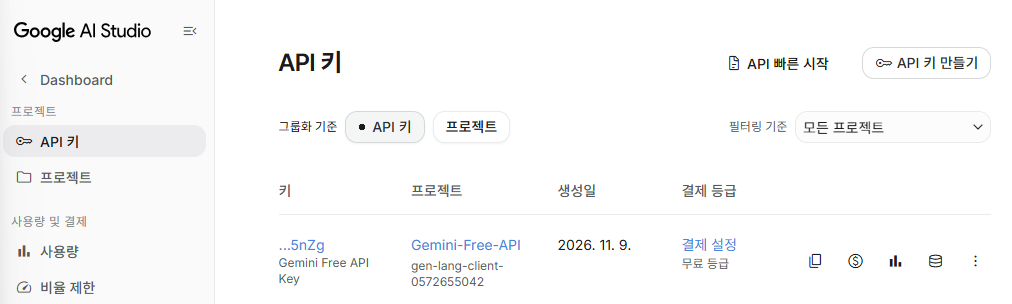 Google AI Studio
Dashboard
프로젝트
API 키
프로젝트
사용량 및 결제
사용량
비율 제한
API 키
API 빠른 시작
API 키 만들기
그룹화 기준
API 키
프로젝트
필터링 기준
모든 프로젝트
키
프로젝트
생성일
결제 등급
...5nZg
Gemini Free API
Key
Gemini-Free-API
gen-lang-client-
0572655042
2026. 11. 9.
결제 설정
무료 등급